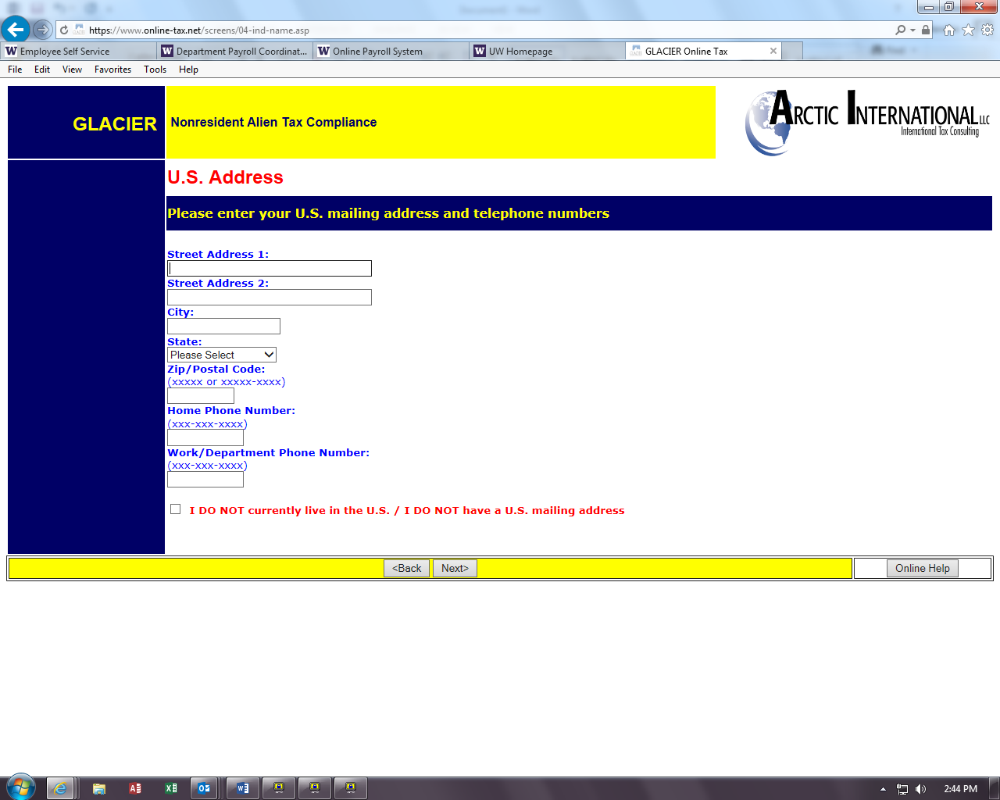 https://www.online-tax.net/screens/04-ind-name.asp
Employee Self Service
Department Payroll Coordinat...
Online Payroll System
UW Homepage
GLACIER Online Tax
File Edit View Favorites Tools Help
GLACIER
Nonresident Alien Tax Compliance
ARCTIC INTERNATIONAL LLC
International Tax Consulting
U.S. Address
Please enter your U.S. mailing address and telephone numbers
Street Address 1:
Street Address 2:
City:
State:
Please Select
Zip/Postal Code:
(xxxxx or xxxxx-xxxx)
Home Phone Number:
(xxx-xxx-xxxx)
Work/Department Phone Number:
(xxx-xxx-xxxx)
I DO NOT currently live in the U.S. / I DO NOT have a U.S. mailing address
<Back Next> Online Help
2:44 PM